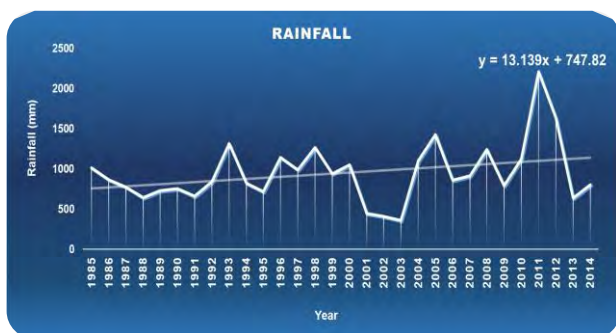 RAINFALL
y = 13.139x + 747.82
Rainfall (mm)
2500
2000
1500
1000
500
0
1985 1986 1987 1988 1989 1990 1991 1992 1993 1994 1995 1996 1997 1998 1999 2000 2001 2002 2003 2004 2005 2006 2007 2008 2009 2010 2011 2012 2013 2014
Year